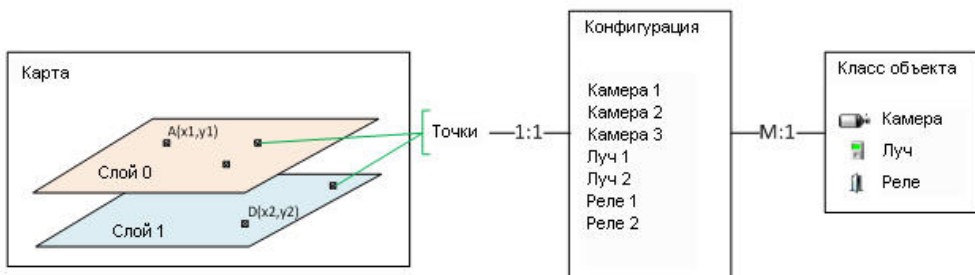 Карта
A(x1,y1)
Слой 0
D(x2,y2)
Слой 1
Точки
1:1
Конфигурация
Камера 1
Камера 2
Камера 3
Луч 1
Луч 2
Реле 1
Реле 2
M:1
Класс объекта
Камера
Луч
Реле